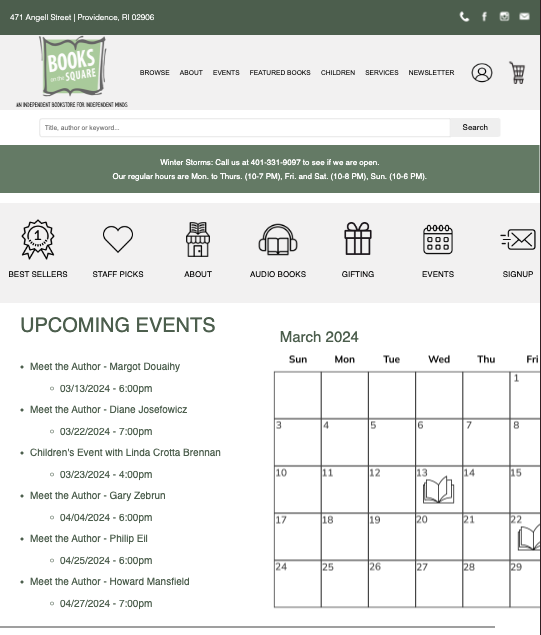 471 Angell Street | Providence, RI 02906
BOOKS
on the
SQUARE
AN INDEPENDENT BOOKSTORE FOR INDEPENDENT MINDS
BROWSE ABOUT EVENTS FEATURED BOOKS CHILDREN SERVICES NEWSLETTER
Title, author or keyword...
Search
Winter Storms: Call us at 401-331-9097 to see if we are open.
Our regular hours are Mon. to Thurs. (10-7 PM), Fri. and Sat. (10-8 PM), Sun. (10-6 PM).
1
BEST SELLERS STAFF PICKS ABOUT AUDIO BOOKS GIFTING EVENTS SIGNUP
UPCOMING EVENTS
• Meet the Author - Margot Douaihy
◦ 03/13/2024 - 6:00pm
• Meet the Author - Diane Josefowicz
◦ 03/22/2024 - 7:00pm
• Children's Event with Linda Crotta Brennan
◦ 03/23/2024 - 4:00pm
• Meet the Author - Gary Zebrun
◦ 04/04/2024 - 6:00pm
• Meet the Author - Philip Eil
◦ 04/25/2024 - 6:00pm
• Meet the Author - Howard Mansfield
◦ 04/27/2024 - 7:00pm
March 2024
Sun Mon Tue Wed Thu Fri
1
3 4 5 6 7 8
10 11 12 13 14 15
17 18 19 20 21 22
24 25 26 27 28 29